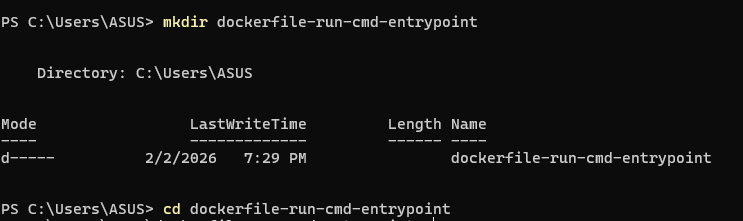 PS C:\Users\ASUS> mkdir dockerfile-run-cmd-entrypoint
Directory: C:\Users\ASUS
Mode LastWriteTime Length Name
---- ------------- ------ ----
d----- 2/2/2026 7:29 PM dockerfile-run-cmd-entrypoint
PS C:\Users\ASUS> cd dockerfile-run-cmd-entrypoint